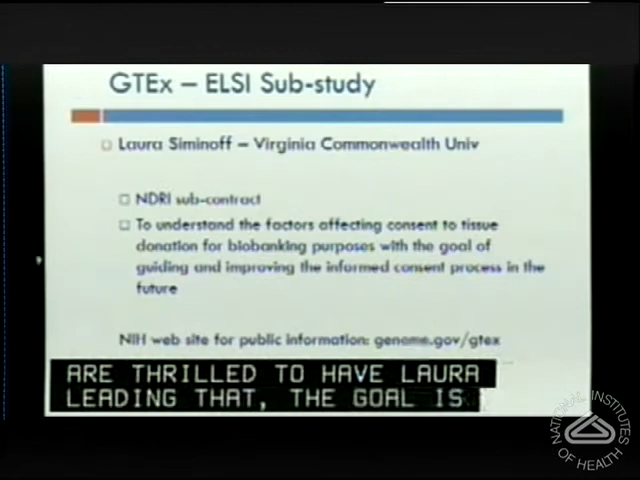 GTEx – ELSI Sub-study
Laura Siminoff – Virginia Commonwealth Univ
NDRI sub-contract
To understand the factors affecting consent to tissue
donation for biobanking purposes with the goal of
guiding and improving the informed consent process in the
future
NIH web site for public information: genome.gov/gtex
ARE THRILLED TO HAVE LAURA
LEADING THAT, THE GOAL IS
NATIONAL INSTITUTES
OF HEALTH